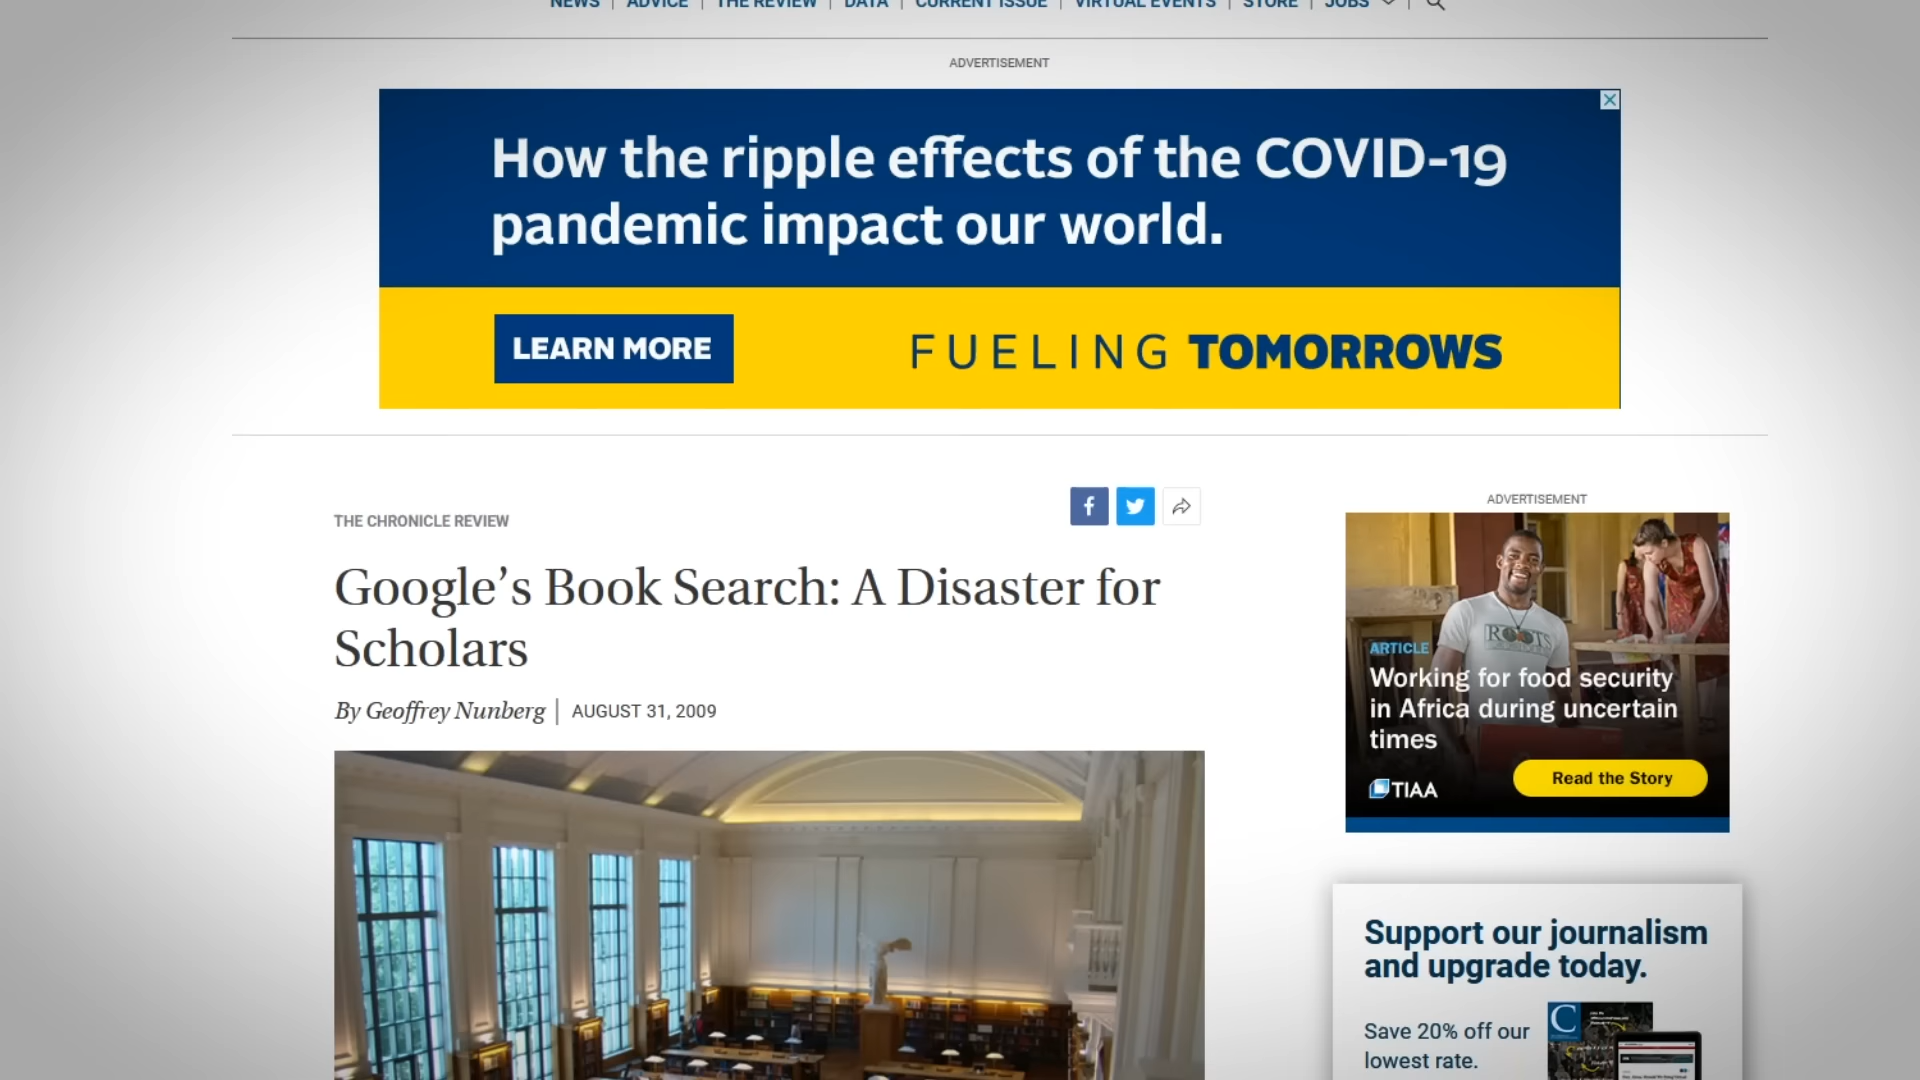 NEWS | ADVICE | THE REVIEW | DATA | CURRENT ISSUE | VIRTUAL EVENTS | STORE | JOBS
ADVERTISEMENT
How the ripple effects of the COVID-19
pandemic impact our world.
LEARN MORE
FUELING TOMORROWS
THE CHRONICLE REVIEW
Google’s Book Search: A Disaster for
Scholars
By Geoffrey Nunberg | AUGUST 31, 2009
ADVERTISEMENT
ROOTS
ARTICLE
Working for food security
in Africa during uncertain
times
TIAA
Read the Story
Support our journalism
and upgrade today.
Save 20% off our
lowest rate.
C